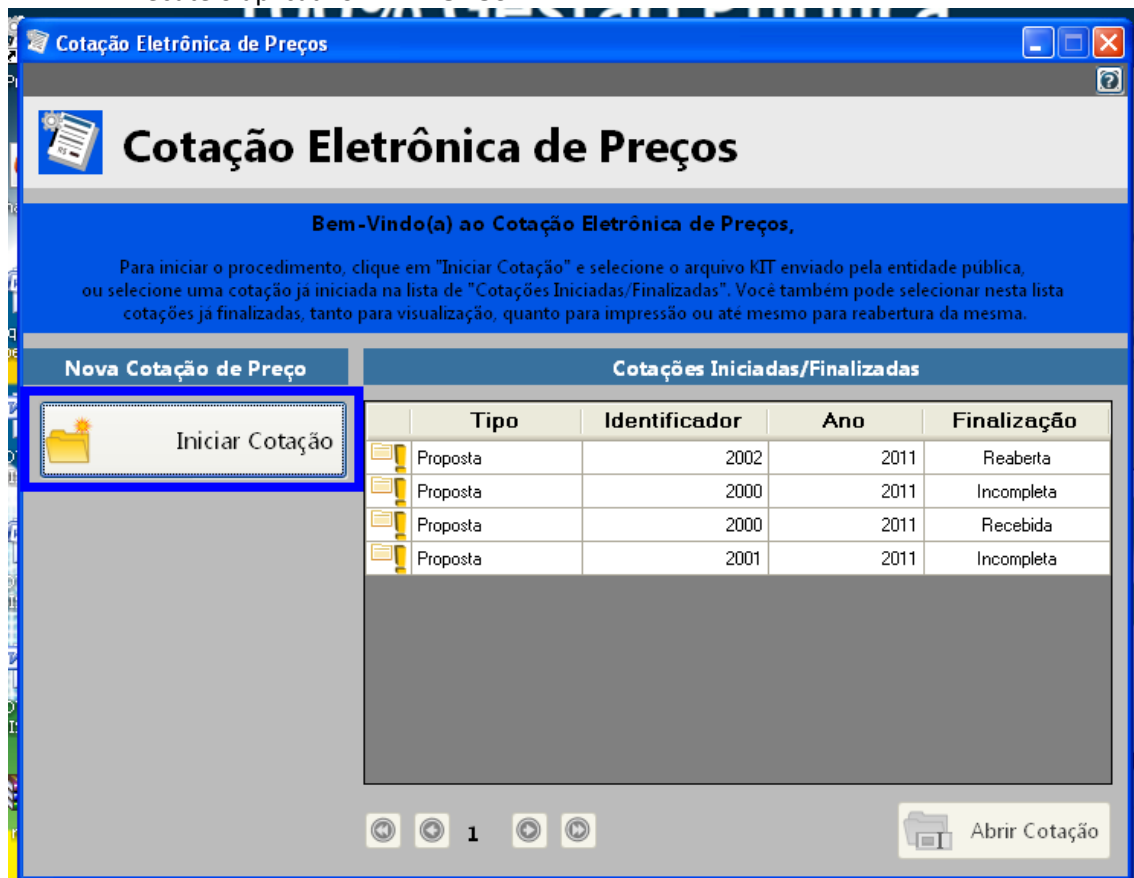 100% Gestão Pública
Cotação Eletrônica de Preços
Cotação Eletrônica de Preços
Bem-Vindo(a) ao Cotação Eletrônica de Preços,
Para iniciar o procedimento, clique em "Iniciar Cotação" e selecione o arquivo KIT enviado pela entidade pública,
ou selecione uma cotação já iniciada na lista de "Cotações Iniciadas/Finalizadas". Você também pode selecionar nesta lista
cotações já finalizadas, tanto para visualização, quanto para impressão ou até mesmo para reabertura da mesma.
Nova Cotação de Preço
Cotações Iniciadas/Finalizadas
Iniciar Cotação
Tipo Identificador Ano Finalização
Proposta 2002 2011 Reaberta
Proposta 2000 2011 Incompleta
Proposta 2000 2011 Recebida
Proposta 2001 2011 Incompleta
1
Abrir Cotação